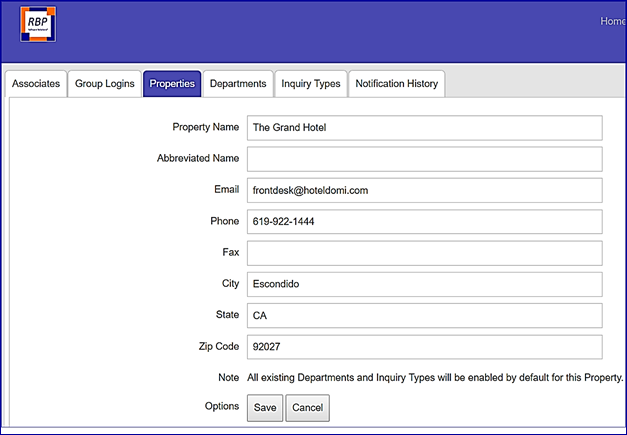 RBP
Home
Associates Group Logins Properties Departments Inquiry Types Notification History
Property Name The Grand Hotel
Abbreviated Name
Email frontdesk@hoteldomi.com
Phone 619-922-1444
Fax
City Escondido
State CA
Zip Code 92027
Note All existing Departments and Inquiry Types will be enabled by default for this Property.
Options Save Cancel